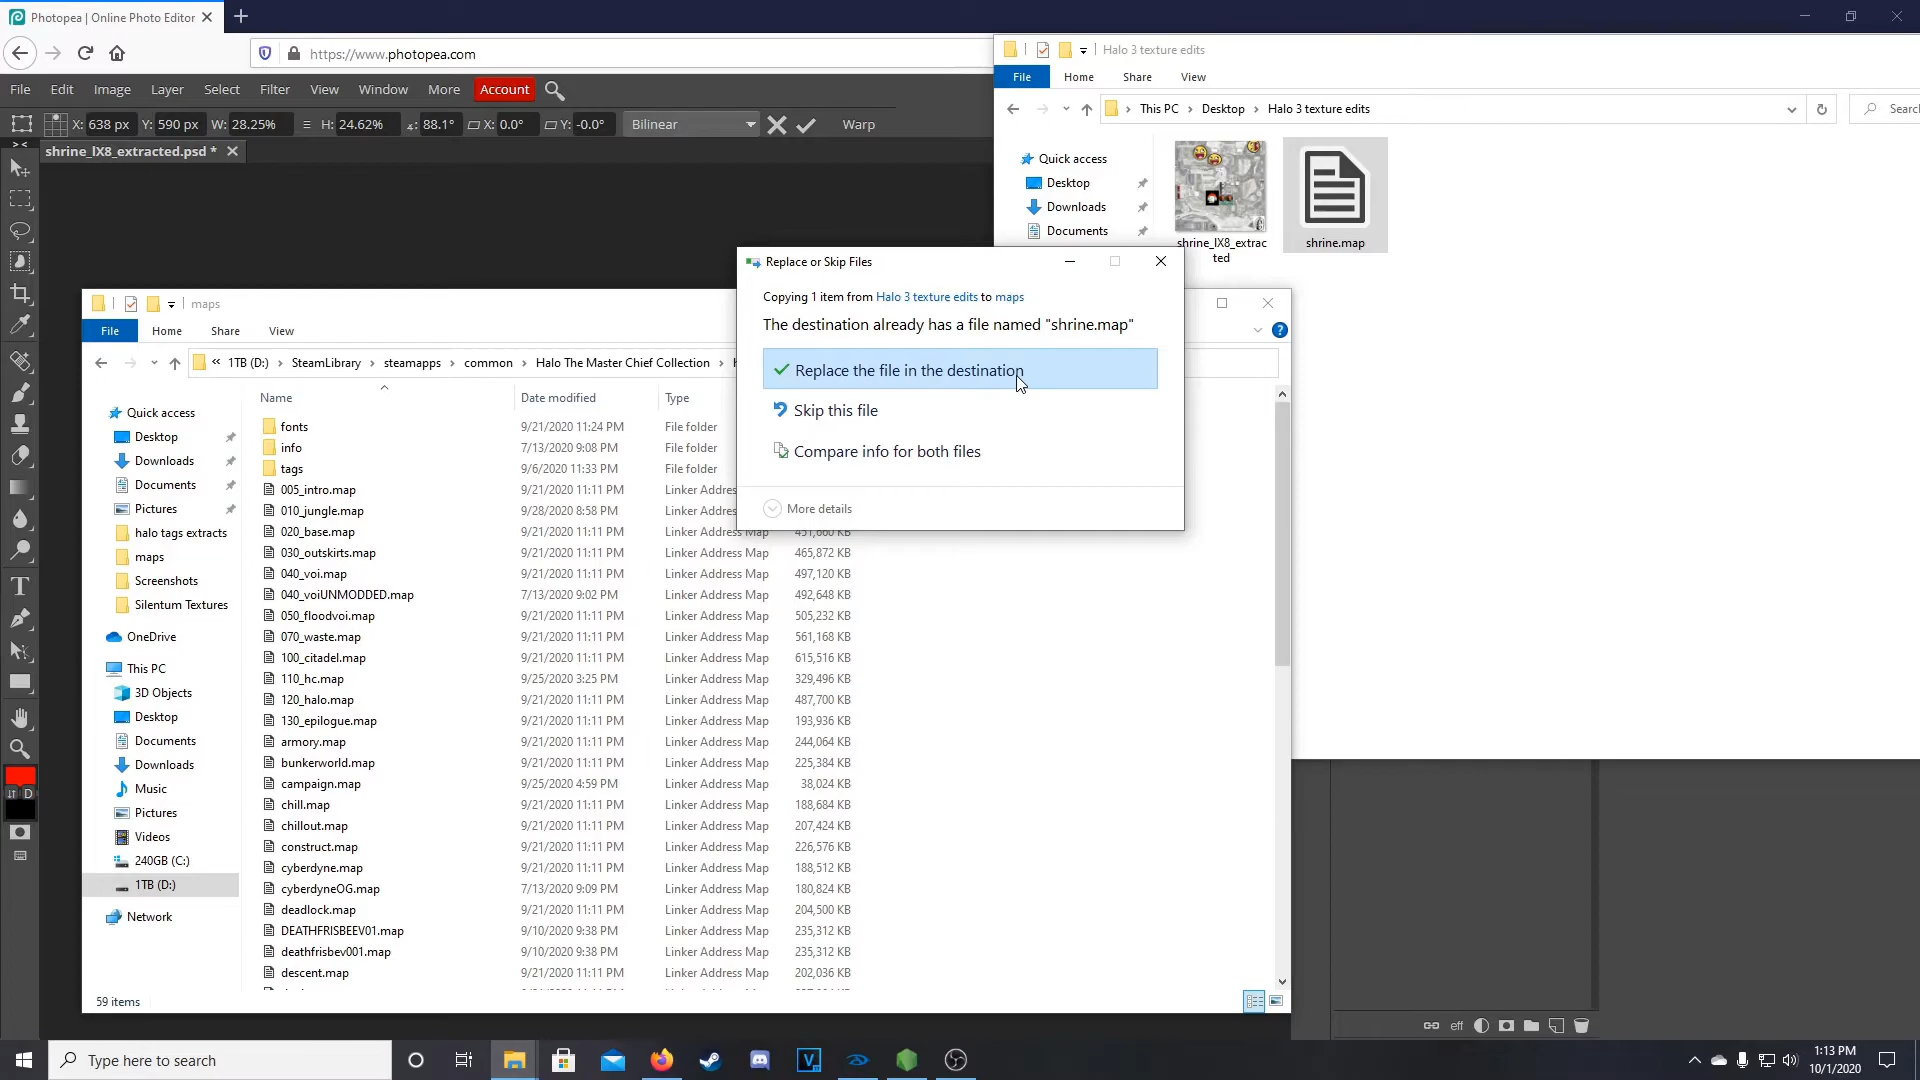 Photopea | Online Photo Editor
https://www.photopea.com
File Edit Image Layer Select Filter View Window More Account
X: 638 px Y: 590 px W: 28.25% H: 24.62% 88.1° X: 0.0° Y: -0.0° Bilinear Warp
shrine_lX8_extracted.psd *
Halo 3 texture edits
File Home Share View
This PC Desktop Halo 3 texture edits
Searc
Quick access
Desktop
Downloads
Documents
shrine_lX8_extrac
ted
shrine.map
Replace or Skip Files
Copying 1 item from Halo 3 texture edits to maps
The destination already has a file named "shrine.map"
Replace the file in the destination
Skip this file
Compare info for both files
More details
maps
File Home Share View
« 1TB (D:) SteamLibrary steamapps common Halo The Master Chief Collection
Name Date modified Type
Quick access
Desktop
Downloads
Documents
Pictures
halo tags extracts
maps
Screenshots
Silentum Textures
OneDrive
This PC
3D Objects
Desktop
Documents
Downloads
Music
Pictures
Videos
240GB (C:)
1TB (D:)
Network
fonts 9/21/2020 11:24 PM File folder
info 7/13/2020 9:08 PM File folder
tags 9/6/2020 11:33 PM File folder
005_intro.map 9/21/2020 11:11 PM Linker Addre
010_jungle.map 9/28/2020 8:58 PM Linker Addre
020_base.map 9/21/2020 11:11 PM Linker Address Map 451,660 KB
030_outskirts.map 9/21/2020 11:11 PM Linker Address Map 465,872 KB
040_voi.map 9/21/2020 11:11 PM Linker Address Map 497,120 KB
040_voiUNMODDED.map 7/13/2020 9:02 PM Linker Address Map 492,648 KB
050_floodvoi.map 9/21/2020 11:11 PM Linker Address Map 505,232 KB
070_waste.map 9/21/2020 11:11 PM Linker Address Map 561,168 KB
100_citadel.map 9/21/2020 11:11 PM Linker Address Map 615,516 KB
110_hc.map 9/25/2020 3:25 PM Linker Address Map 329,496 KB
120_halo.map 9/21/2020 11:11 PM Linker Address Map 487,700 KB
130_epilogue.map 9/21/2020 11:11 PM Linker Address Map 193,936 KB
armory.map 9/21/2020 11:11 PM Linker Address Map 244,064 KB
bunkerworld.map 9/21/2020 11:11 PM Linker Address Map 225,384 KB
campaign.map 9/25/2020 4:59 PM Linker Address Map 38,024 KB
chill.map 9/21/2020 11:11 PM Linker Address Map 188,684 KB
chillout.map 9/21/2020 11:11 PM Linker Address Map 207,424 KB
construct.map 9/21/2020 11:11 PM Linker Address Map 226,576 KB
cyberdyne.map 9/21/2020 11:11 PM Linker Address Map 188,512 KB
cyberdyneOG.map 7/13/2020 9:09 PM Linker Address Map 180,824 KB
deadlock.map 9/21/2020 11:11 PM Linker Address Map 204,500 KB
DEATHFRISBEEV01.map 9/10/2020 9:38 PM Linker Address Map 235,312 KB
deathfrisbev001.map 9/10/2020 9:38 PM Linker Address Map 235,312 KB
descent.map 9/21/2020 11:11 PM Linker Address Map 202,036 KB
59 items
eff
Type here to search
1:13 PM
10/1/2020